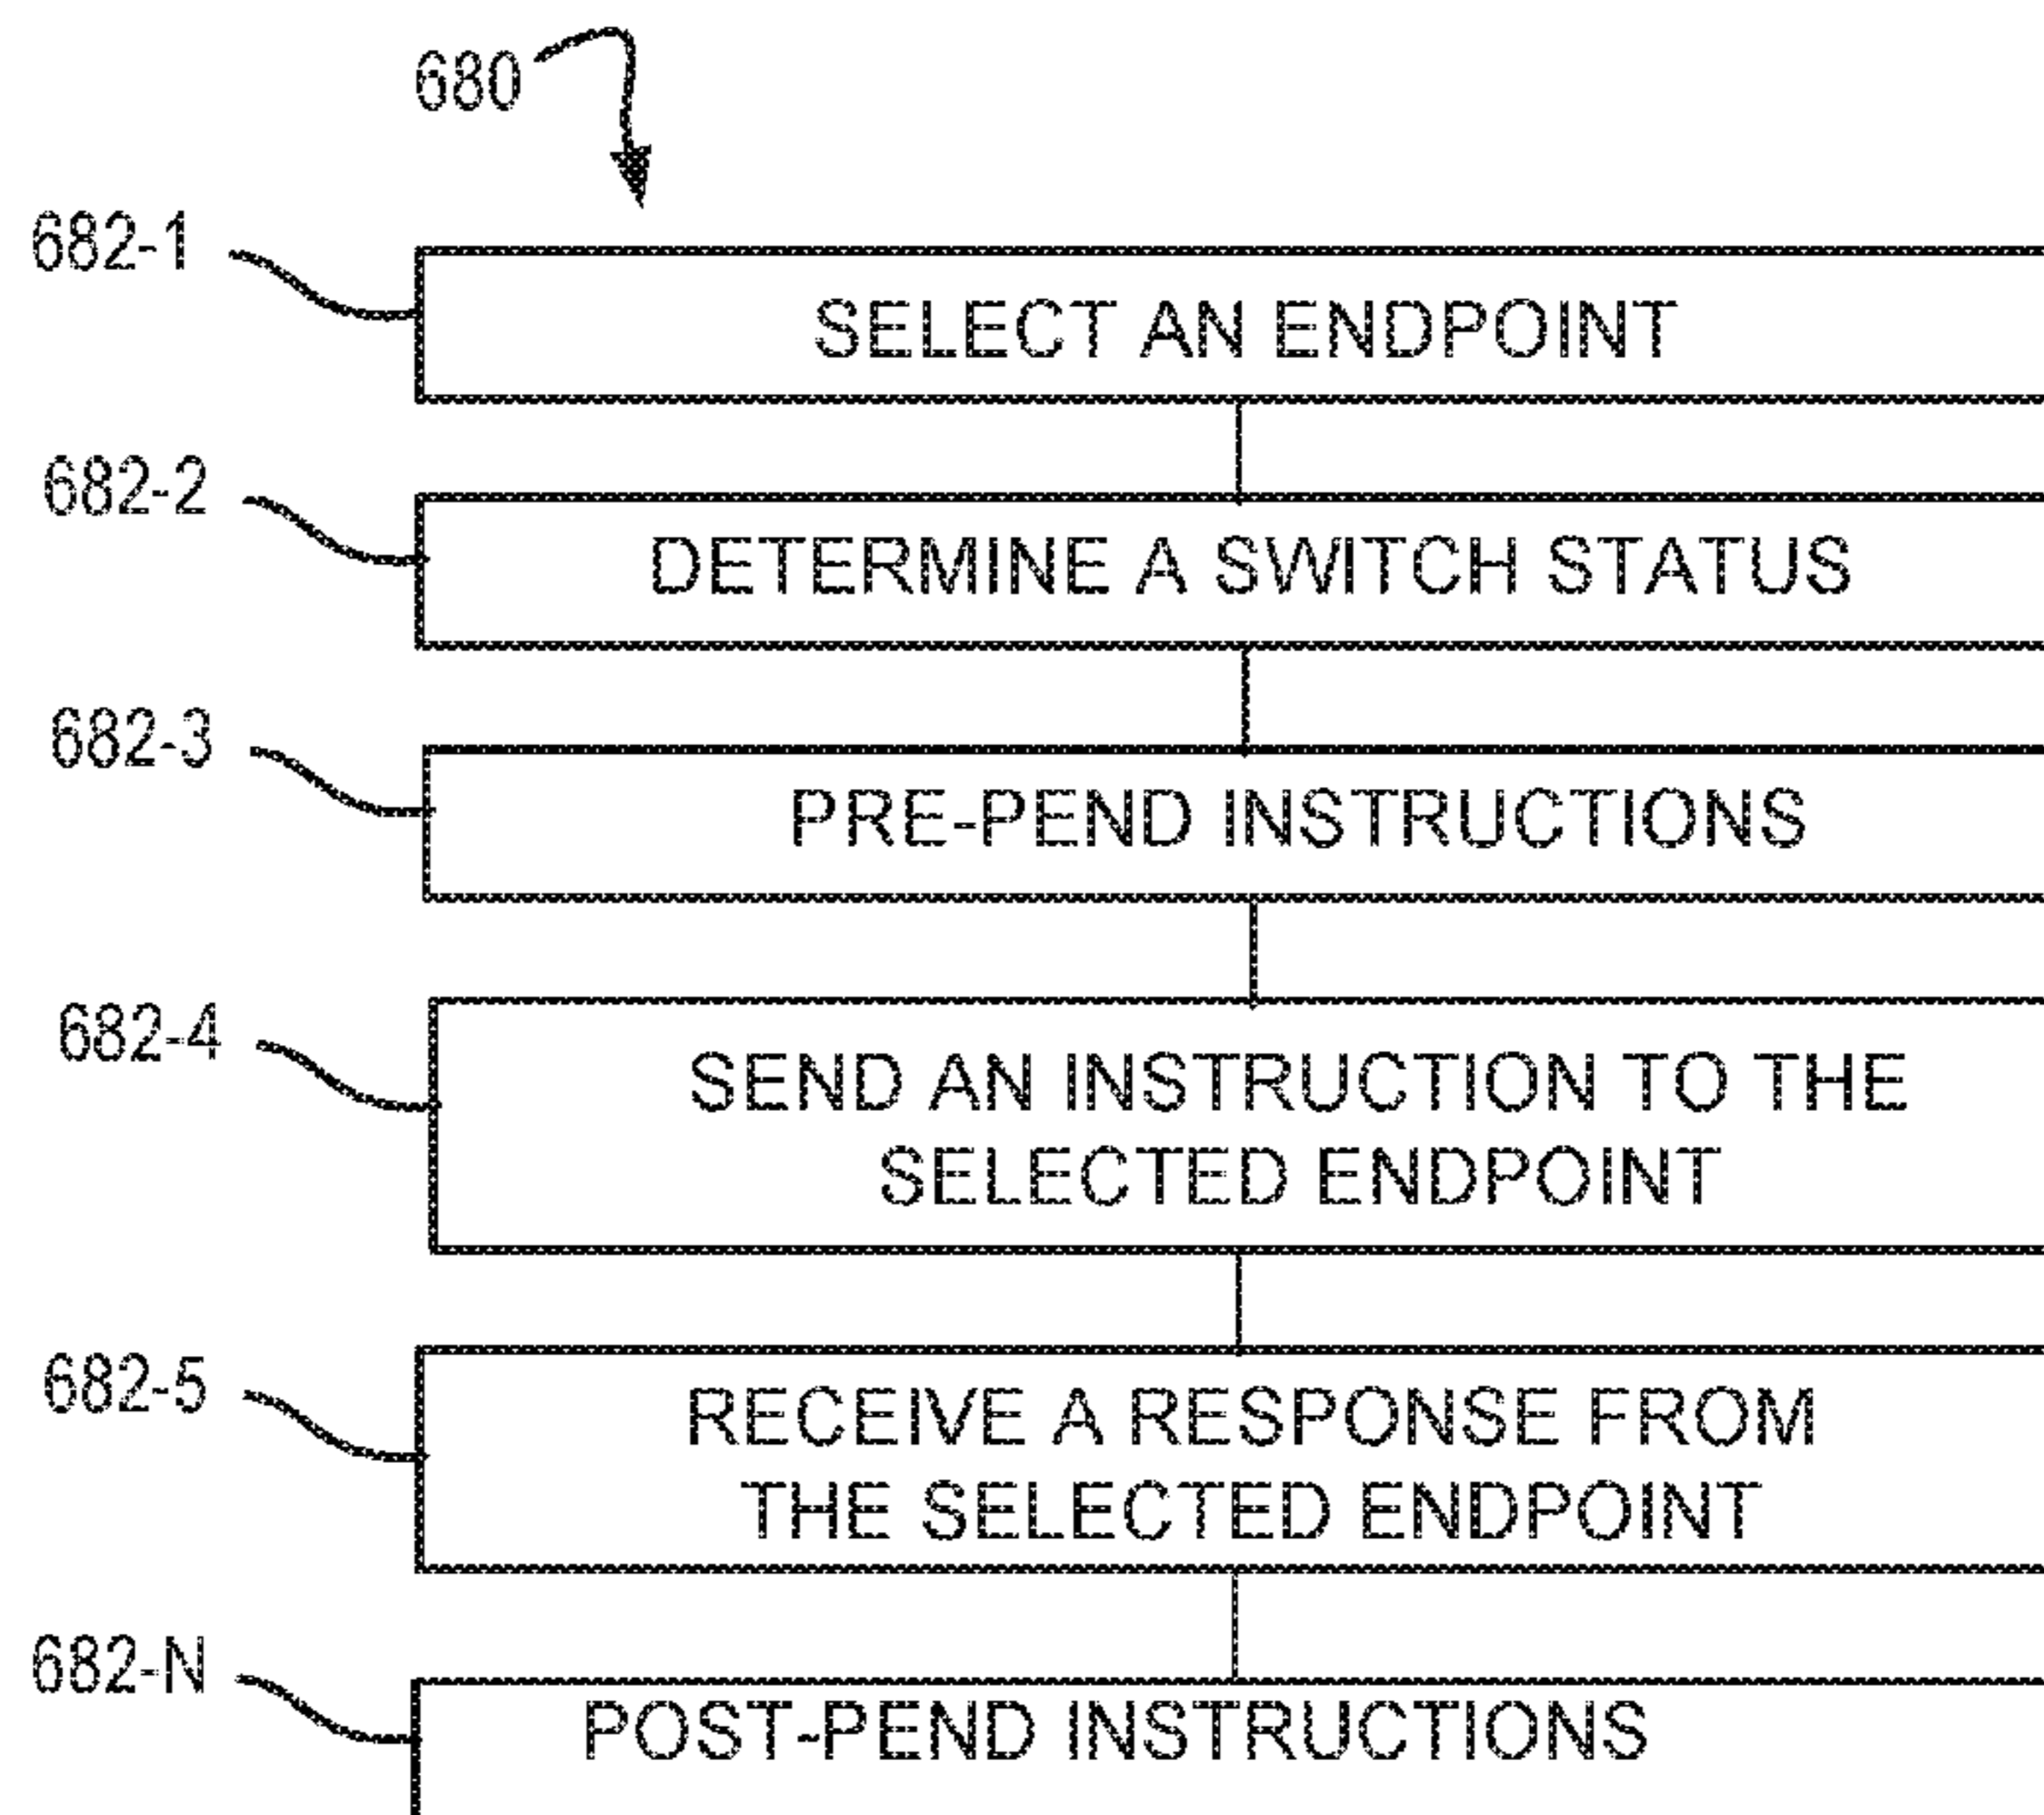 680
682-1
SELECT AN ENDPOINT
682-2
DETERMINE A SWITCH STATUS
682-3
PRE-PEND INSTRUCTIONS
682-4
SEND AN INSTRUCTION TO THE
SELECTED ENDPOINT
682-5
RECEIVE A RESPONSE FROM
THE SELECTED ENDPOINT
682-N
POST-PEND INSTRUCTIONS